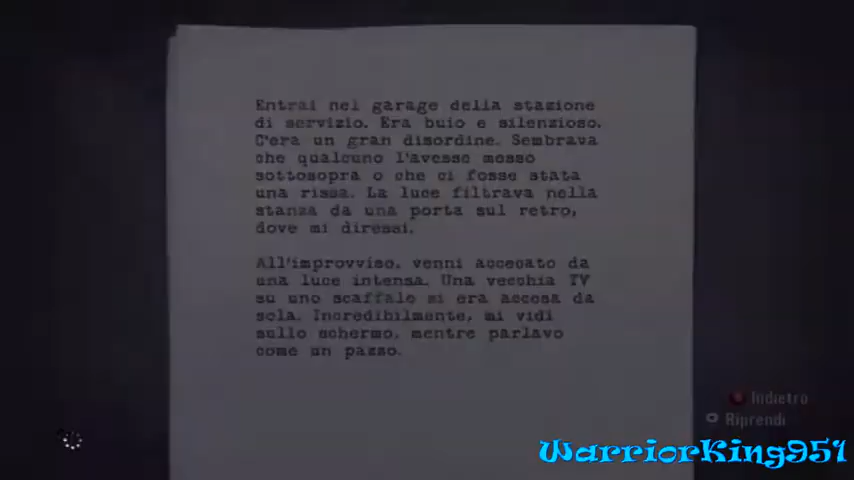 Entrai nel garage della stazione
di servizio. Era buio e silenzioso.
C'era un gran disordine. Sembrava
che qualcuno l'avesse messo
sottosopra o che ci fosse stata
una rissa. La luce filtrava nella
stanza da una porta sul retro,
dove mi diressi.
All'improvviso, venni accecato da
una luce intensa. Una vecchia TV
su uno scaffale si era accesa da
sola. Incredibilmente, mi vidi
sullo schermo, mentre parlavo
come un pazzo.
Indietro
Riprendi
WarriorKing951